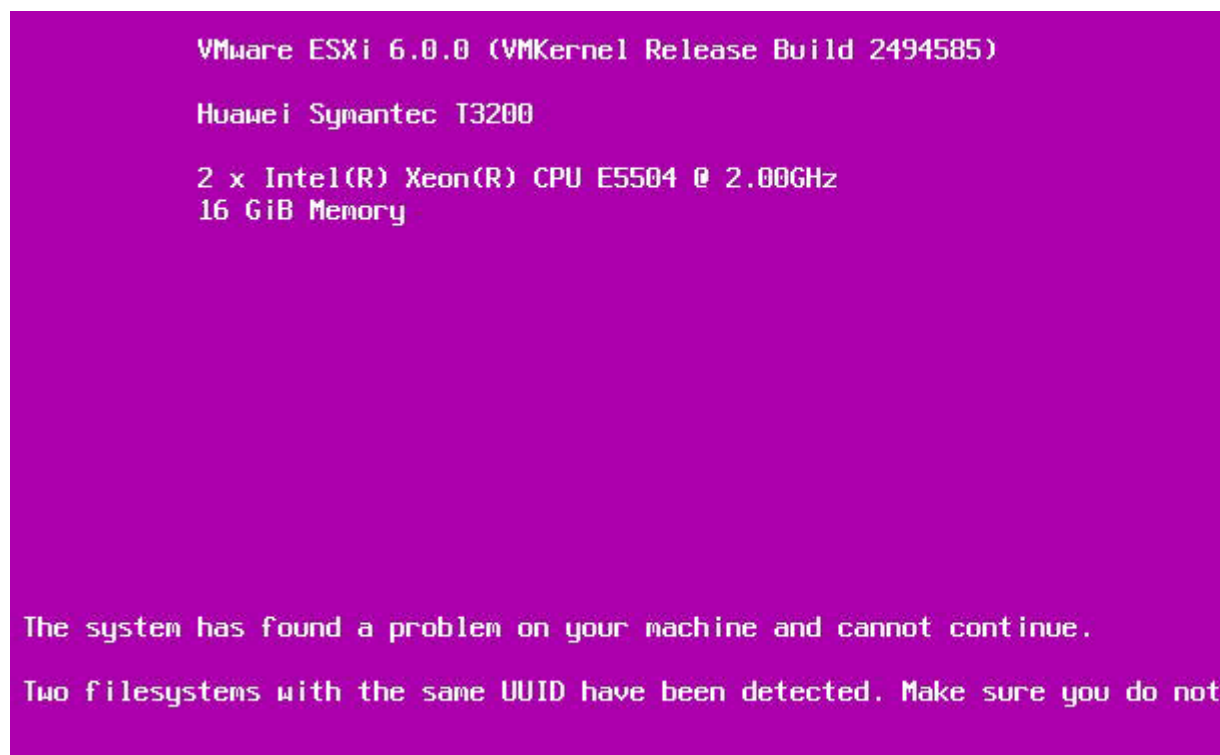 VMware ESXi 6.0.0 (VMKernel Release Build 2494585)
Huawei Symantec T3200
2 x Intel(R) Xeon(R) CPU E5504 @ 2.00GHz
16 GiB Memory
The system has found a problem on your machine and cannot continue.
Two filesystems with the same UUID have been detected. Make sure you do not